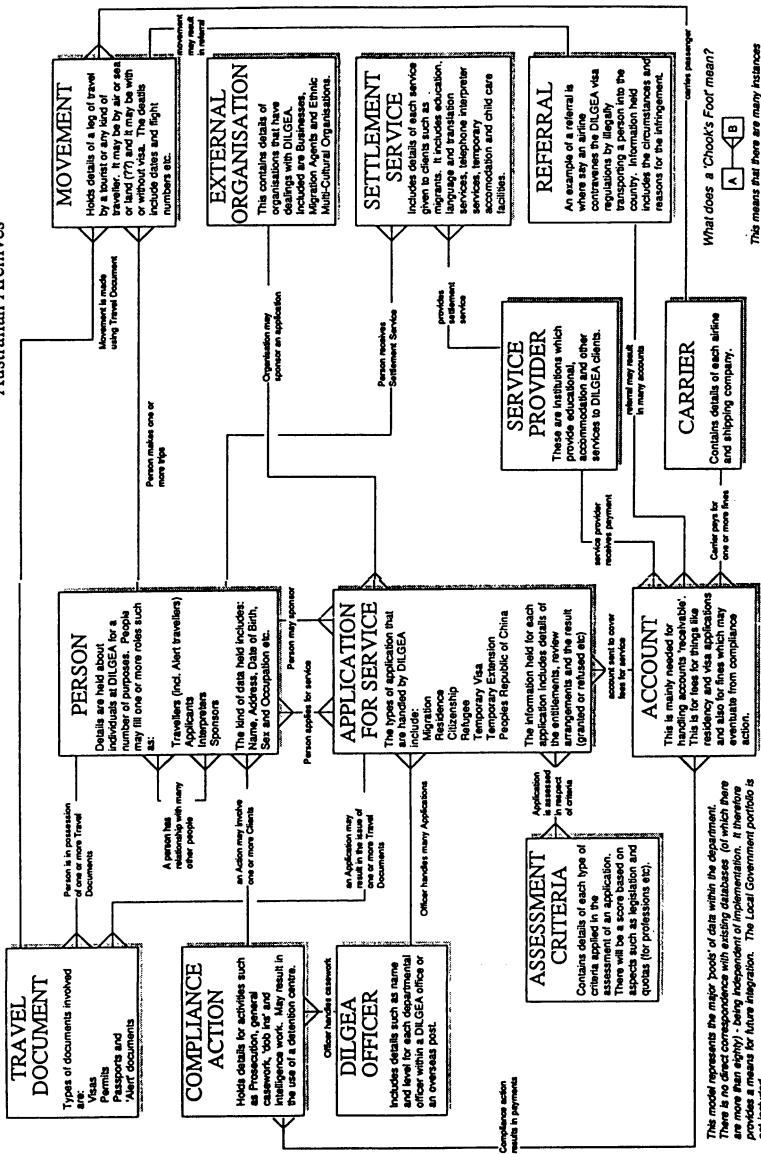 Australian Archives
TRAVEL
DOCUMENT
Types of documents involved
are:
Visas
Permits
Passports and
'Alert' documents
Person is in possession
of one or more Travel
Documents
PERSON
Details are held about
individuals at DILGEA for a
number of purposes. People
may fill one or more roles such
as:
Travellers (incl. Alert travellers)
Applicants
Interpreters
Sponsors
The kind of data held includes:
Name, Address, Date of Birth,
Sex and Occupation etc.
A person has
relationship with many
other people
Movement is made
using Travel Document
Person makes one or
more trips
MOVEMENT
Holds details of a leg of travel
by a tourist or any kind of
traveller. It may be by air or sea
or land (??) and it may be with
or without visa. The deatils
include dates and flight
numbers etc.
movement
may result
in referral
COMPLIANCE
ACTION
Holds details for activities such
as Prosecution, general
casework, 'dob ins' and
intelligence work. May result in
the use of a detention centre.
an Action may involve
one or more Clients
an Application may
result in the issue of
one or more Travel
Documents
Person applies for service
Person may sponsor
Organisation may
sponsor an application
EXTERNAL
ORGANISATION
This contains details of
organisations that have
dealings with DILGEA.
Included are Businesses,
Migration Agents and Ethnic
Multi-Cultural Organisations.
Officer handles casework
DILGEA
OFFICER
Includes details such as name
and level for each departmental
officer within a DILGEA office or
an overseas post.
Officer handles many Applications
APPLICATION
FOR SERVICE
The types of application that
are handled by DILGEA
include:
Migration
Residence
Citizenship
Refugee
Temporary Visa
Temporary Extension
Peoples Republic of China
The information held for each
application includes details of
the entitlements, review
arrangements and the result
(granted or refused etc)
Person receives
Settlement Service
SETTLEMENT
SERVICE
Includes details of each service
given to clients such as
migrants. It includes education,
language and translation
services, telephone interpreter
services, temporary
accomodation and child care
facilities.
provides
settlement
service
SERVICE
PROVIDER
These are institutions which
provide educational,
accommodation and other
services to DILGEA clients.
REFERRAL
An example of a referral is
where say an airline
contravenes the DILGEA visa
regulations by illegally
transporting a person into the
country. Information held
includes the circumstances and
reasons for the infringement.
ASSESSMENT
CRITERIA
Contains details of each type of
criteria applied in the
assessment of an application.
There will be a score based on
aspects such as legislation and
quotas (for professions etc).
Application
is assessed
in respect
of criteria
account sent to cover
fees for service
service provider
receives payment
referral may result
in many accounts
carries passenger
Compliance action
results in payments
ACCOUNT
This is mainly needed for
handling accounts 'receivable'.
This is for fees for things like
residency and visa applications
and also for fines which may
eventuate from compliance
action.
Carrier pays for
one or more fines
CARRIER
Contains details of each airline
and shipping company.
What does a 'Chook's Foot' mean?
A
B
This means that there are many instances
This model represents the major 'pools' of data within the department.
There is no direct correspondence with existing databases (of which there
are more than eighty) - being independent of implementation. It therefore
provides a means for future integration. The Local Government portfolio is
not included